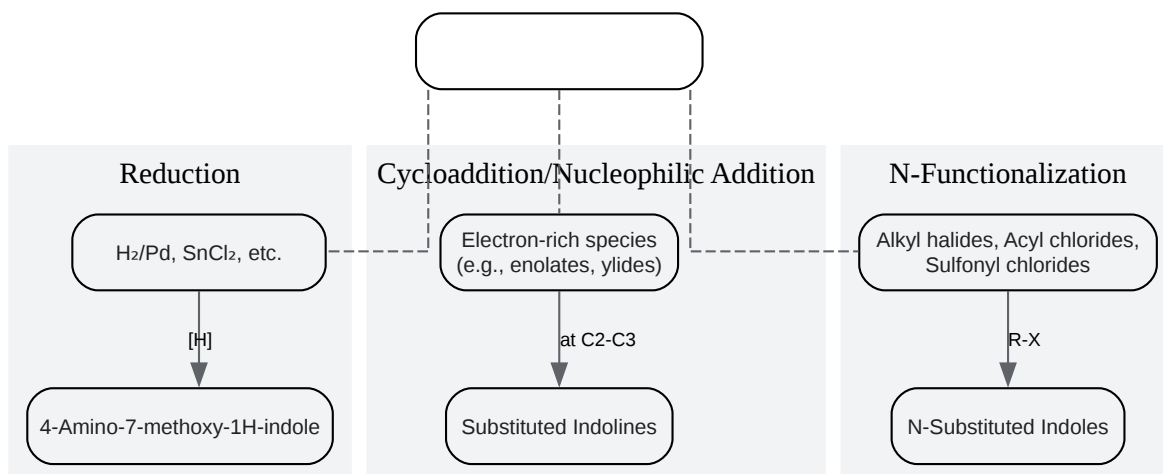 Reduction
Cycloaddition/Nucleophilic Addition
N-Functionalization
H₂/Pd, SnCl₂, etc.
Electron-rich species
(e.g., enolates, ylides)
Alkyl halides, Acyl chlorides,
Sulfonyl chlorides
[H]
at C2-C3
R-X
4-Amino-7-methoxy-1H-indole
Substituted Indolines
N-Substituted Indoles